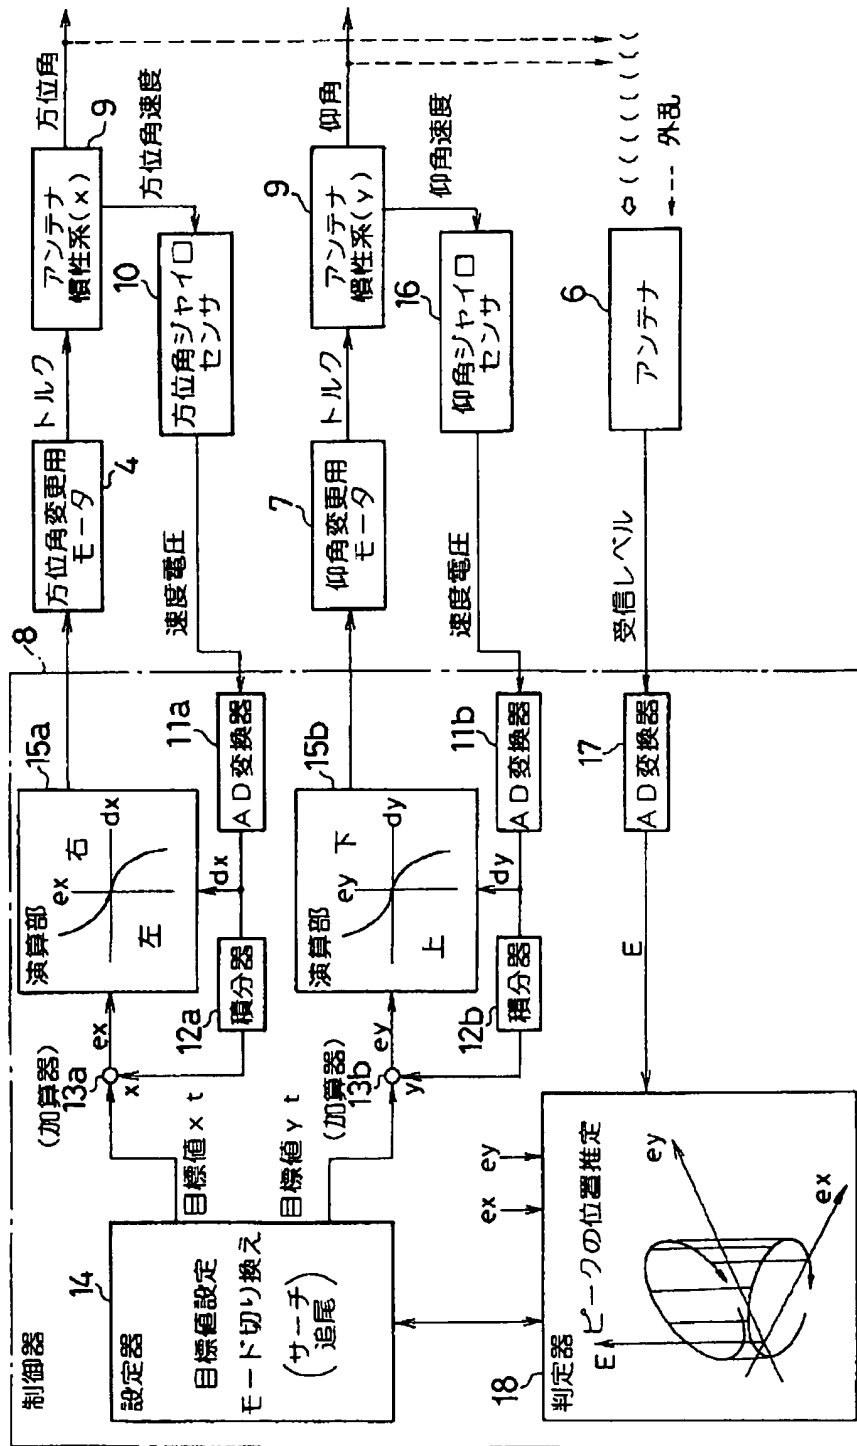 制御器
8
設定器
14
目標値設定
モード切り換え
(サーチ
追尾)
目標値xt
(加算器)
13a
ex
x
演算部
15a
ex
dx
右
左
dx
積分器
12a
AD変換器
11a
方位角変更用
モータ
4
トルク
アンテナ
慣性系(x)
9
方位角
方位角速度
方位角ジャイロ
センサ
10
速度電圧
目標値yt
(加算器)
13b
ey
y
演算部
15b
ey
dy
下
上
dy
積分器
12b
AD変換器
11b
仰角変更用
モータ
7
トルク
アンテナ
慣性系(y)
9
仰角
仰角速度
仰角ジャイロ
センサ
16
速度電圧
判定器
18
ピークの位置推定
E
ey
ex
ex
ey
E
AD変換器
17
受信レベル
アンテナ
6
外乱